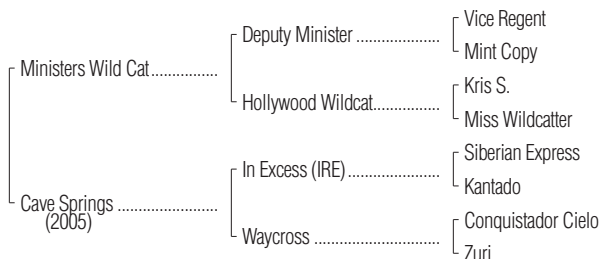 Vice Regent
Deputy Minister ....................
Mint Copy
Ministers Wild Cat................
Kris S.
Hollywood Wildcat................
Miss Wildcatter
Siberian Express
In Excess (IRE) ......................
Kantado
Cave Springs ........................
(2005)
Conquistador Cielo
Waycross ..............................
Zuri